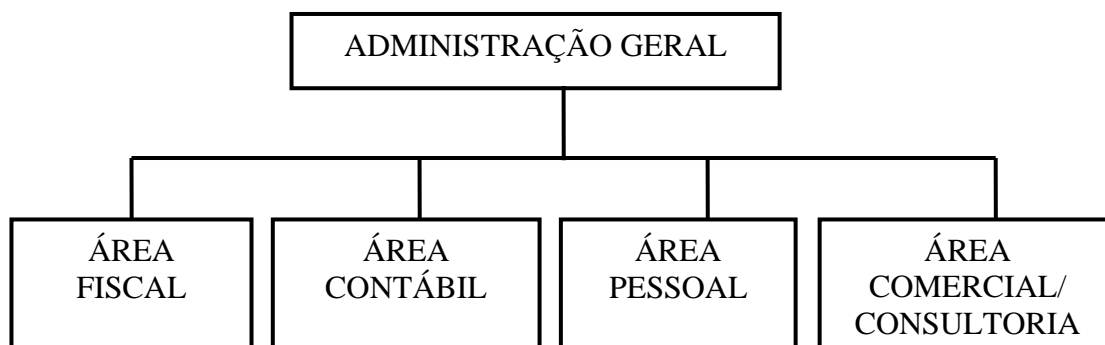 ADMINISTRAÇÃO GERAL
ÁREA
FISCAL
ÁREA
CONTÁBIL
ÁREA
PESSOAL
ÁREA
COMERCIAL/
CONSULTORIA